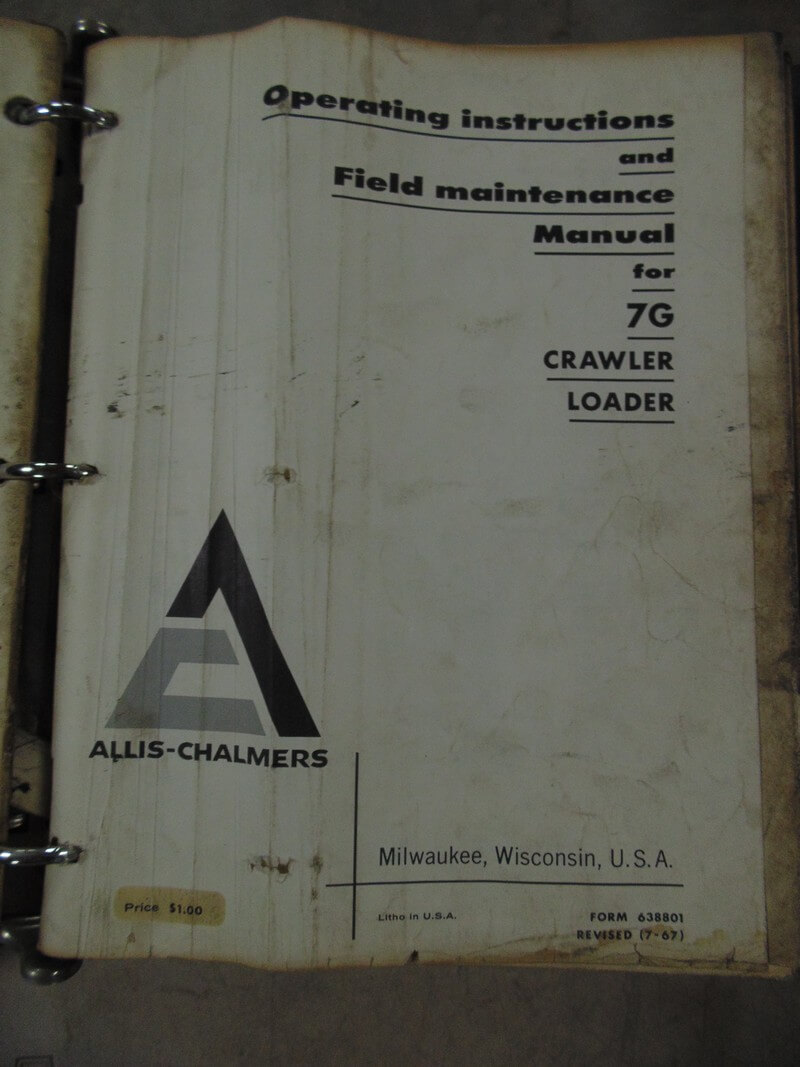 Operating instructions
and
Field maintenance
Manual
for
7G
CRAWLER
LOADER
ALLIS-CHALMERS
Milwaukee, Wisconsin, U.S.A.
Price $1.00
Litho in U.S.A.
FORM 638801
REVISED (7-67)